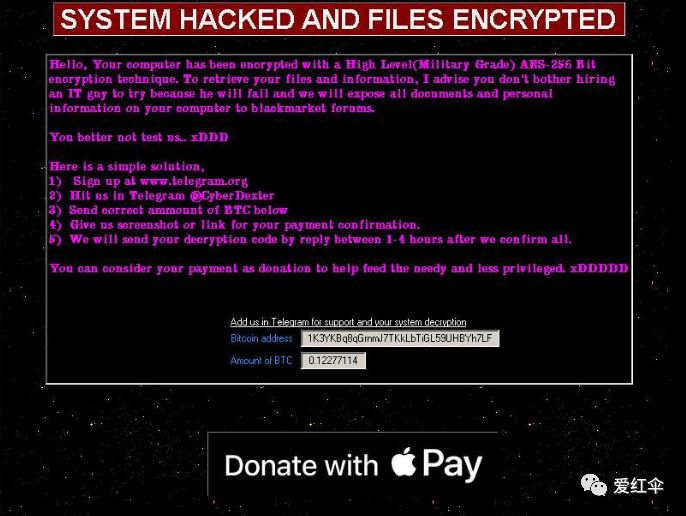 SYSTEM HACKED AND FILES ENCRYPTED
Hello, Your computer has been encrypted with a High Level(Military Grade) AES-256 Bit
encryption technique. To retrieve your files and information, I advise you don't bother hiring
an IT guy to try because he will fail and we will expose all documents and personal
information on your computer to blackmarket forums.
You better not test us.. xDDD
Here is a simple solution,
1) Sign up at www.telegram.org
2) Hit us in Telegram @CyberDexter
3) Send correct ammount of BTC below
4) Give us screenshot or link for your payment confirmation.
5) We will send your decryption code by reply between 1-4 hours after we confirm all.
You can consider your payment as donation to help feed the needy and less privileged. xDDDDD
Add us in Telegram for support and your system decryption
Bitcoin address 1K3YKBq8qGrnmJ7TKkLbTiGL59UHBYh7LF
Amount of BTC 0.12277114
Donate with Pay
爱红伞